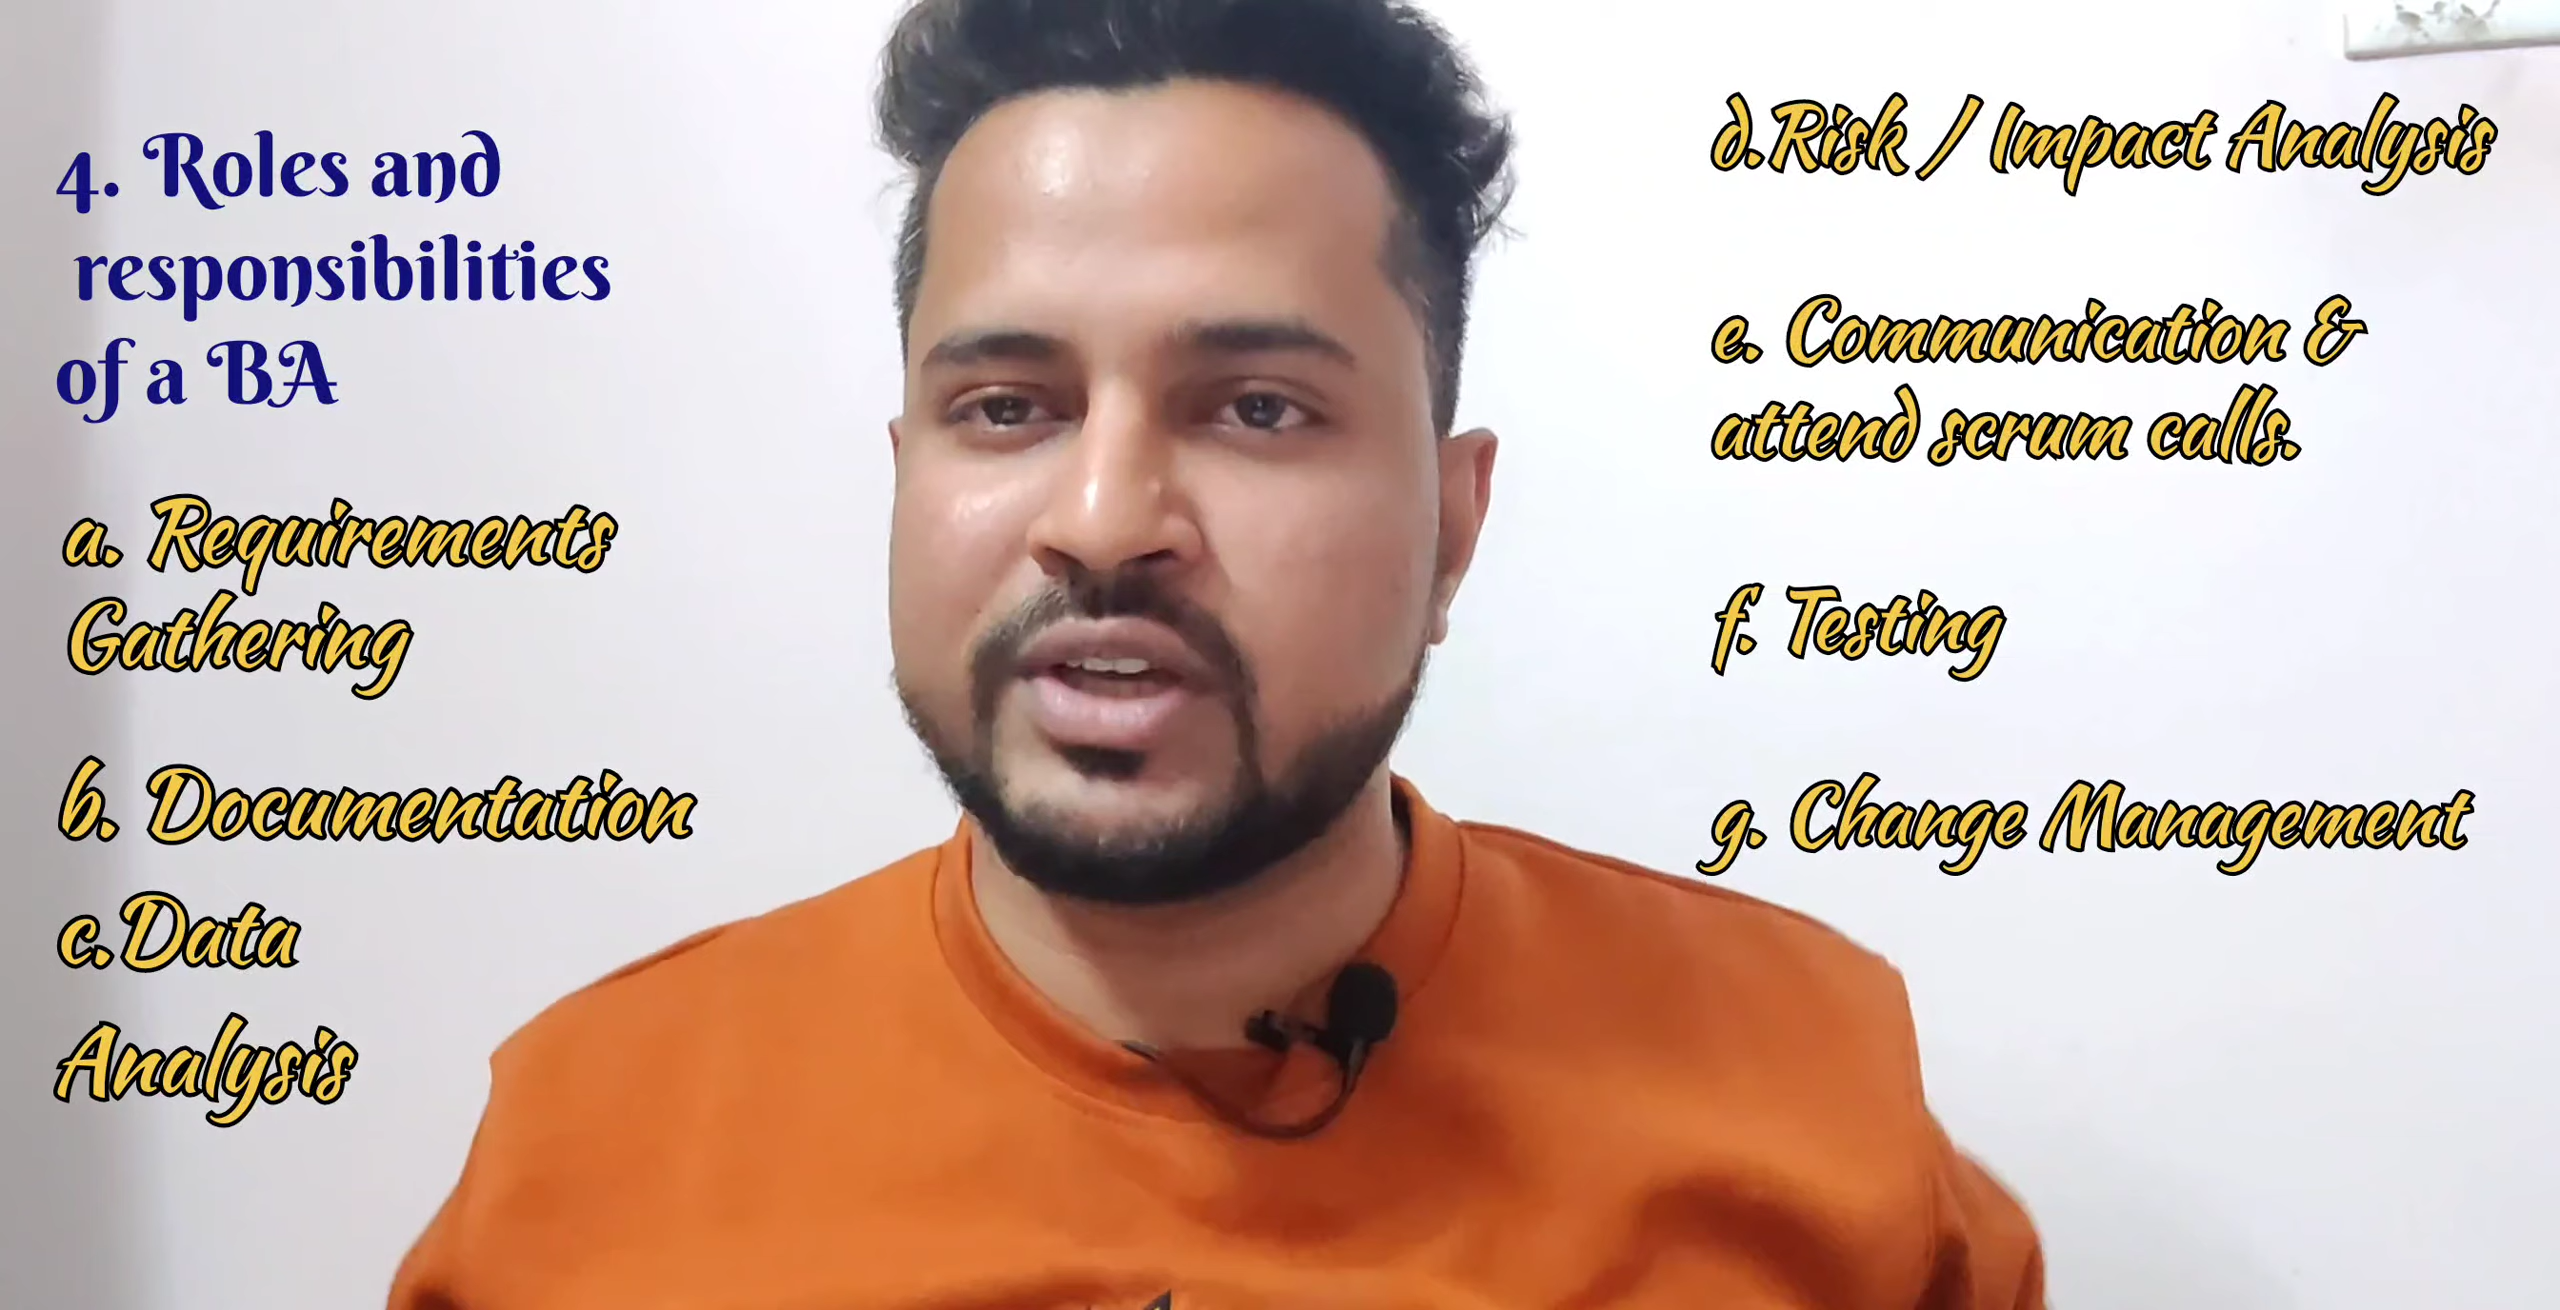 4. Roles and
responsibilities
of a BA
a. Requirements
Gathering
b. Documentation
c.Data
Analysis
d.Risk / Impact Analysis
e. Communication &
attend scrum calls.
f. Testing
g. Change Management